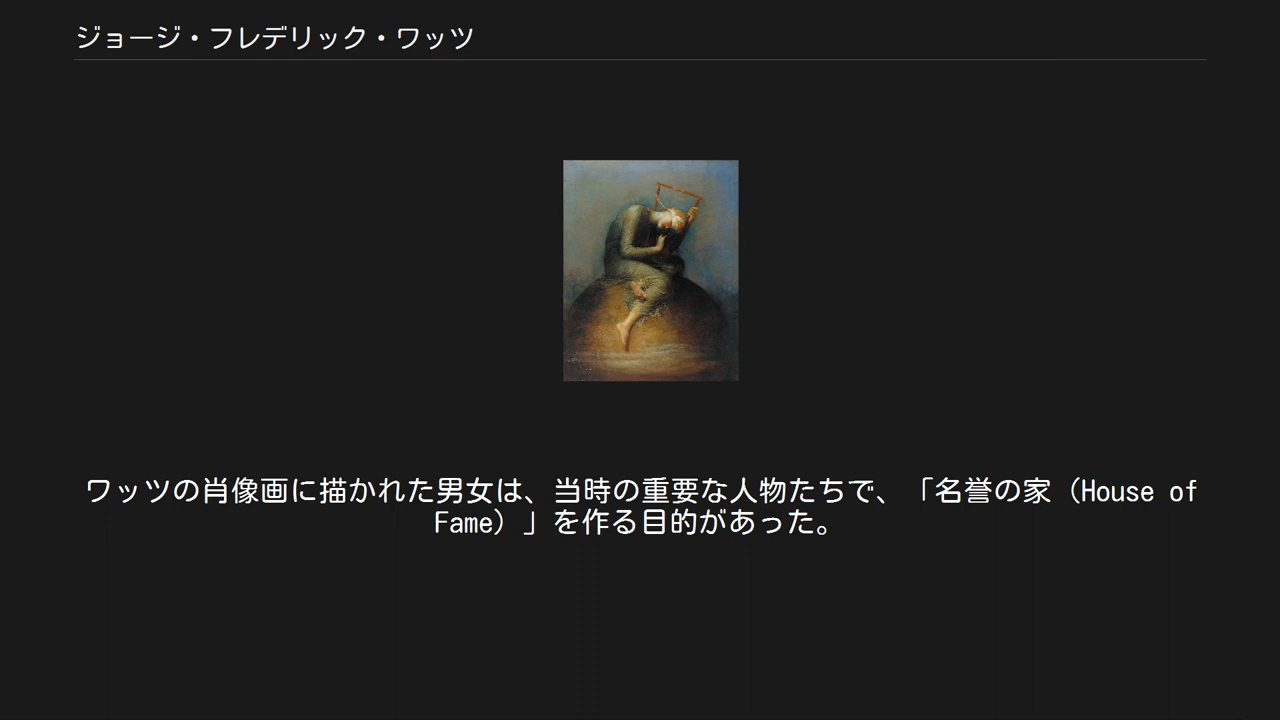 ジョージ・フレデリック・ワッツ
ワッツの肖像画に描かれた男女は、当時の重要な人物たちで、「名誉の家（House of
Fame）」を作る目的があった。